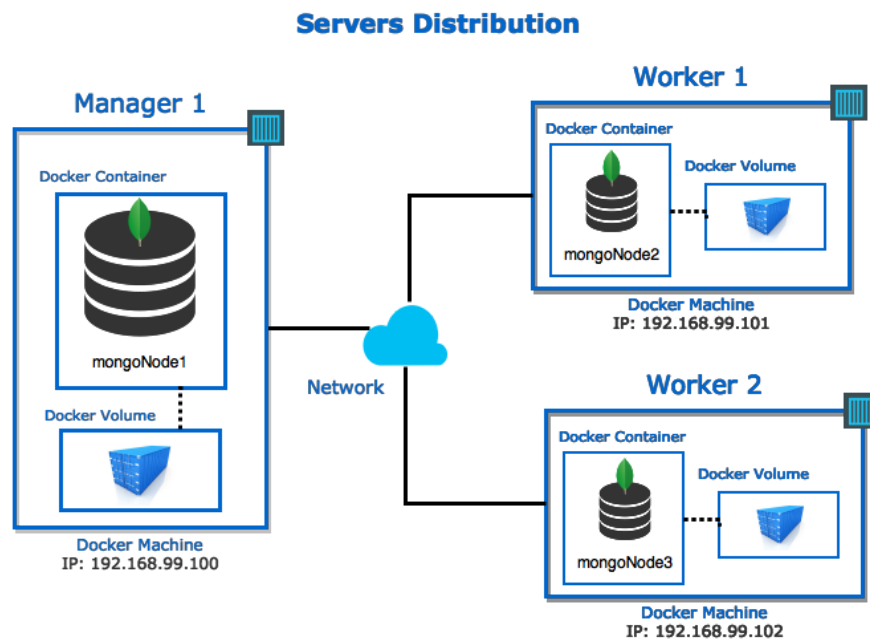 Servers Distribution
Manager 1
Docker Container
mongoNode1
Docker Volume
Docker Machine
IP: 192.168.99.100
Network
Worker 1
Docker Container
Docker Volume
mongoNode2
Docker Machine
IP: 192.168.99.101
Worker 2
Docker Container
Docker Volume
mongoNode3
Docker Machine
IP: 192.168.99.102